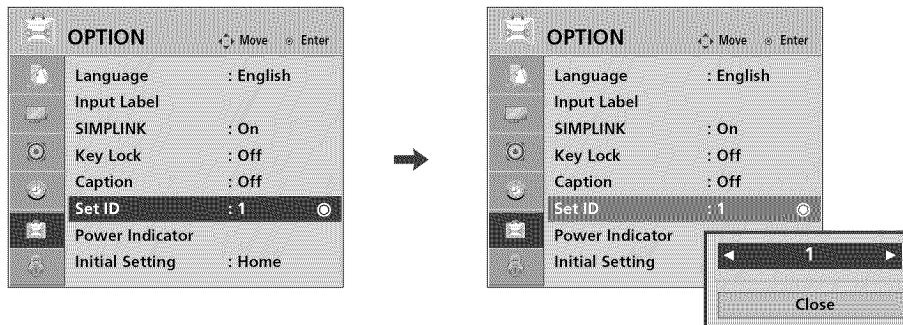 OPTION Move Enter
Language : English
Input Label
SIMPLINK : On
Key Lock : Off
Caption : Off
Set ID : 1
Power Indicator
Initial Setting : Home
OPTION Move Enter
Language : English
Input Label
SIMPLINK : On
Key Lock : Off
Caption : Off
Set ID : 1
Power Indicator
Initial Setting
1
Close